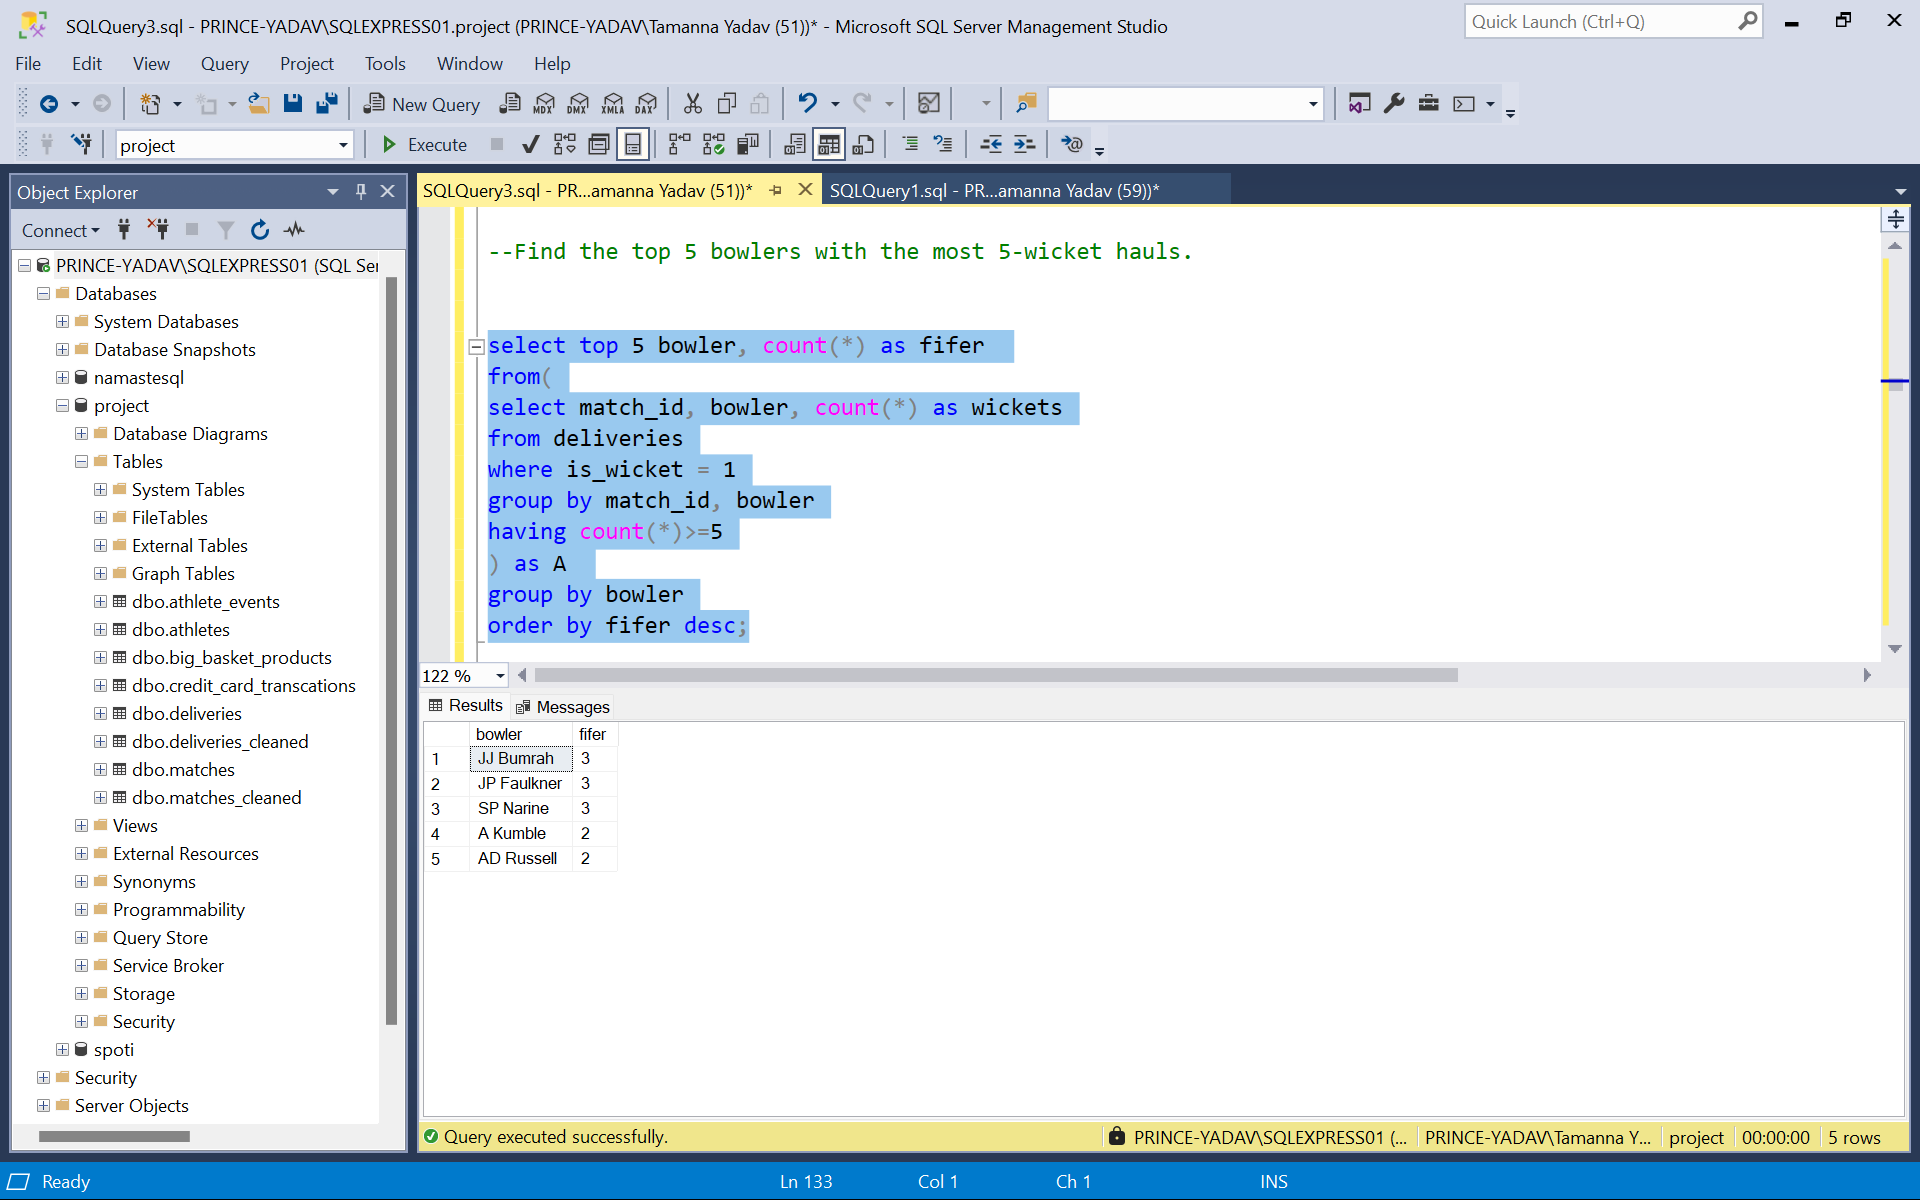 SQLQuery3.sql - PRINCE-YADAV\SQLEXPRESS01.project (PRINCE-YADAV\Tamanna Yadav (51))* - Microsoft SQL Server Management Studio
Quick Launch (Ctrl+Q)
File Edit View Query Project Tools Window Help
New Query
MDX DMX XMLA DAX
project
Execute
Object Explorer
Connect
PRINCE-YADAV\SQLEXPRESS01 (SQL Ser
Databases
System Databases
Database Snapshots
namastesql
project
Database Diagrams
Tables
System Tables
FileTables
External Tables
Graph Tables
dbo.athlete_events
dbo.athletes
dbo.big_basket_products
dbo.credit_card_transcations
dbo.deliveries
dbo.deliveries_cleaned
dbo.matches
dbo.matches_cleaned
Views
External Resources
Synonyms
Programmability
Query Store
Service Broker
Storage
Security
spoti
Security
Server Objects
SQLQuery3.sql - PR...amanna Yadav (51))*
SQLQuery1.sql - PR...amanna Yadav (59))*
--Find the top 5 bowlers with the most 5-wicket hauls.
select top 5 bowler, count(*) as fifer
from(
select match_id, bowler, count(*) as wickets
from deliveries
where is_wicket = 1
group by match_id, bowler
having count(*)>=5
) as A
group by bowler
order by fifer desc;
122 %
Results Messages
bowler fifer
1 JJ Bumrah 3
2 JP Faulkner 3
3 SP Narine 3
4 A Kumble 2
5 AD Russell 2
Query executed successfully.
PRINCE-YADAV\SQLEXPRESS01 (... PRINCE-YADAV\Tamanna Y... project 00:00:00 5 rows
Ready Ln 133 Col 1 Ch 1 INS